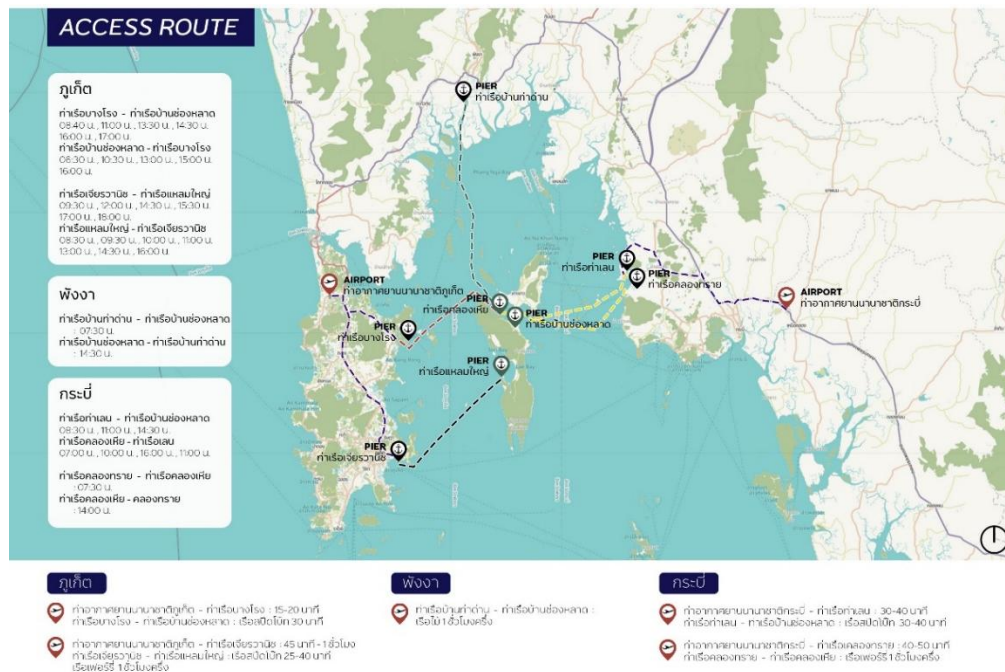 ACCESS ROUTE
ภูเก็ต
ท่าเรือบางโรง - ท่าเรือบ้านช่องหลาด
08:40 น. , 11:00 น. , 13:30 น. , 14:30 น.
16:00 น. , 17:00 น.
ท่าเรือบ้านช่องหลาด - ท่าเรือบางโรง
08:30 น. , 10:30 น. , 13:00 น. , 15:00 น.
16:00 น.
ท่าเรือเจียรวานิช - ท่าเรือแหลมใหญ่
09:30 น. , 12:00 น. , 14:30 น. , 15:30 น.
17:00 น. , 18:00 น.
ท่าเรือแหลมใหญ่ - ท่าเรือเจียรวานิช
08:30 น. , 09:30 น. , 10:00 น. , 11:00 น.
13:00 น. , 14:30 น. , 16:00 น.
พังงา
ท่าเรือบ้านท่าด่าน - ท่าเรือบ้านช่องหลาด
: 07:30 น.
ท่าเรือบ้านช่องหลาด - ท่าเรือบ้านท่าด่าน
: 14:30 น.
กระบี่
ท่าเรือท่าเลน - ท่าเรือบ้านช่องหลาด
08:30 น. , 11:00 น. , 14:30 น.
ท่าเรือคลองเหีย - ท่าเรือเลน
07:00 น. , 10:00 น. , 16:00 น. , 11:00 น.
ท่าเรือคลองทราย - ท่าเรือคลองเหีย
: 07:30 น.
ท่าเรือคลองเหีย - คลองทราย
: 14:00 น.
PIER
ท่าเรือบ้านท่าด่าน
PIER
ท่าเรือท่าเลน
PIER
ท่าเรือคลองทราย
AIRPORT
ท่าอากาศยานนานาชาติภูเก็ต
AIRPORT
ท่าอากาศยานนานาชาติกระบี่
PIER
ท่าเรือคลองเหีย
PIER
ท่าเรือบ้านช่องหลาด
PIER
ท่าเรือบางโรง
PIER
ท่าเรือแหลมใหญ่
PIER
ท่าเรือเจียรวานิช
ภูเก็ต
ท่าอากาศยานนานาชาติภูเก็ต - ท่าเรือบางโรง : 15-20 นาที
ท่าเรือบางโรง - ท่าเรือบ้านช่องหลาด : เรือสปีดโบ๊ท 30 นาที
ท่าอากาศยานนานาชาติภูเก็ต - ท่าเรือเจียรวานิช : 45 นาที - 1 ชั่วโมง
ท่าเรือเจียรวานิช - ท่าเรือแหลมใหญ่ : เรือสปีดโบ๊ท 25-40 นาที
เรือเฟอร์รี่ 1 ชั่วโมงครึ่ง
พังงา
ท่าเรือบ้านท่าด่าน - ท่าเรือบ้านช่องหลาด :
เรือไม้ 1 ชั่วโมงครึ่ง
กระบี่
ท่าอากาศยานนานาชาติกระบี่ - ท่าเรือท่าเลน : 30-40 นาที
ท่าเรือท่าเลน - ท่าเรือบ้านช่องหลาด : เรือสปีดโบ๊ท 30-40 นาที
ท่าอากาศยานนานาชาติกระบี่ - ท่าเรือคลองทราย : 40-50 นาที
ท่าเรือคลองทราย - ท่าเรือคลองเหีย : เรือเฟอร์รี่ 1 ชั่วโมงครึ่ง